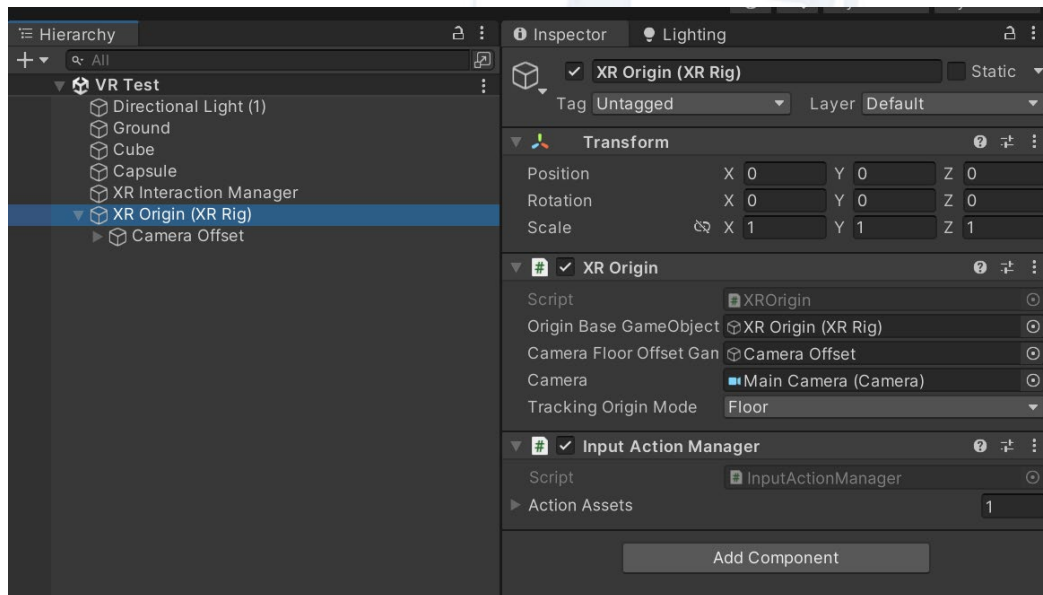 Hierarchy
All
VR Test
Directional Light (1)
Ground
Cube
Capsule
XR Interaction Manager
XR Origin (XR Rig)
Camera Offset
Inspector Lighting
XR Origin (XR Rig) Static
Tag Untagged Layer Default
Transform
Position X 0 Y 0 Z 0
Rotation X 0 Y 0 Z 0
Scale X 1 Y 1 Z 1
# XR Origin
Script # XROrigin
Origin Base GameObject XR Origin (XR Rig)
Camera Floor Offset Gan Camera Offset
Camera Main Camera (Camera)
Tracking Origin Mode Floor
# Input Action Manager
Script # InputActionManager
Action Assets 1
Add Component